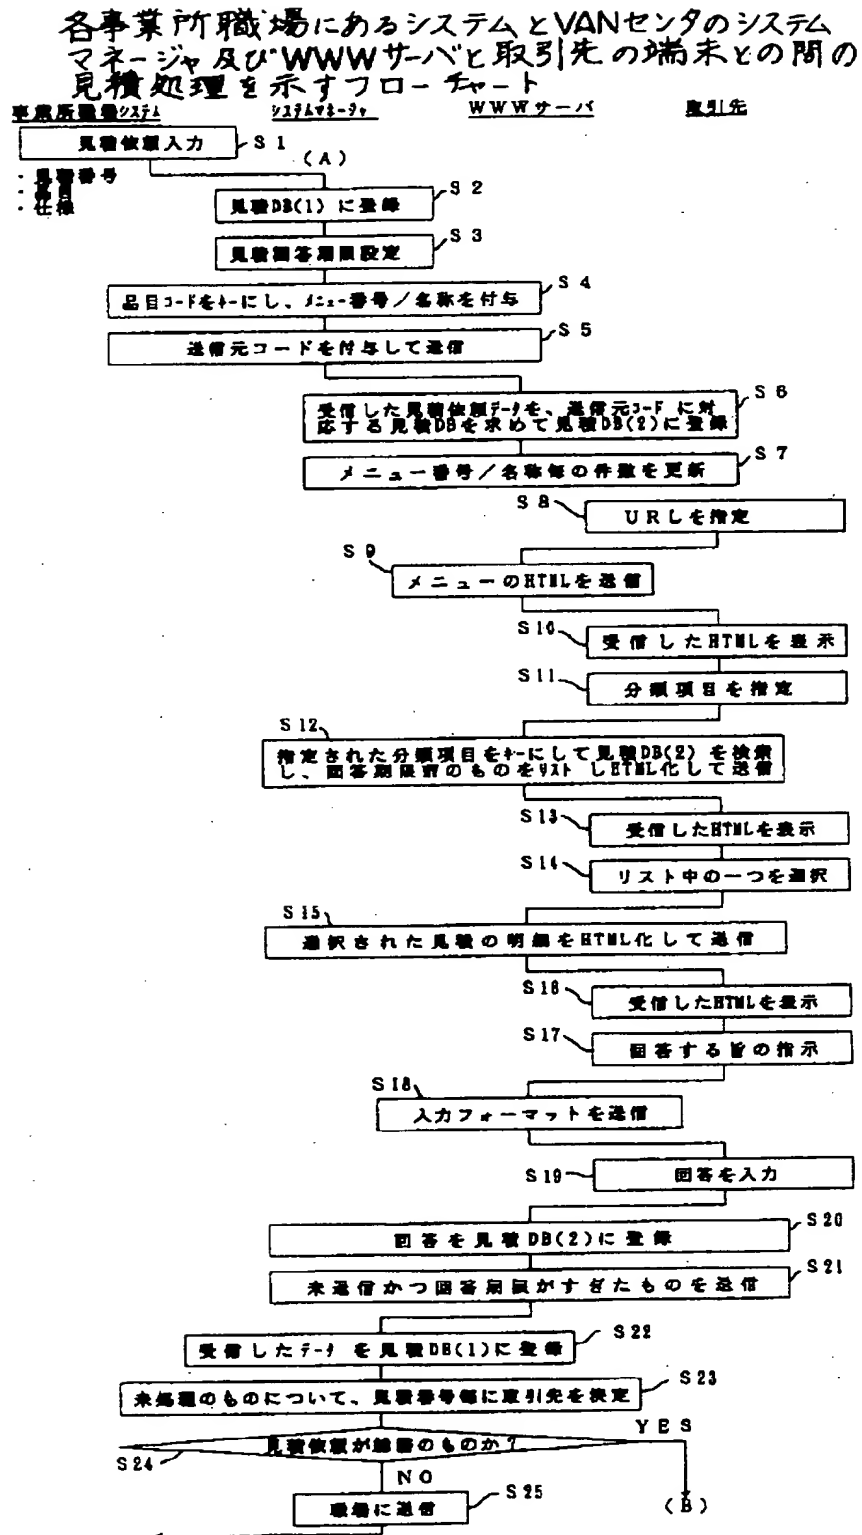 各事業所職場にあるシステムとVANセンタのシステム
マネージャ及びWWWサーバと取引先の端末との間の
見積処理を示すフローチャート
事業所職場システム
システムマネージャ
WWWサーバ
取引先
見積依頼入力
S1
(A)
・見積番号
・品目
・仕様
S2
見積DB(1)に登録
S3
見積回答期限設定
S4
品目コードをキーにし、メニュー番号/名称を付与
S5
送信元コードを付与して送信
S6
受信した見積依頼データを、送信元コードに対
応する見積DBを求めて見積DB(2)に登録
S7
メニュー番号/名称毎の件数を更新
S8
URLを指定
S9
メニューのHTMLを送信
S10
受信したHTMLを表示
S11
分類項目を指定
S12
指定された分類項目をキーにして見積DB(2)を検索
し、回答期限前のものをリストしHTML化して送信
S13
受信したHTMLを表示
S14
リスト中の一つを選択
S15
選択された見積の明細をHTML化して送信
S16
受信したHTMLを表示
S17
回答する旨の指示
S18
入力フォーマットを送信
S19
回答を入力
S20
回答を見積DB(2)に登録
S21
未送信かつ回答期限がすぎたものを送信
S22
受信したデータを見積DB(1)に登録
S23
未処理のものについて、見積番号毎に取引先を決定
YES
見積依頼が総務のものか?
S24
NO
S25
職場に送信
(B)